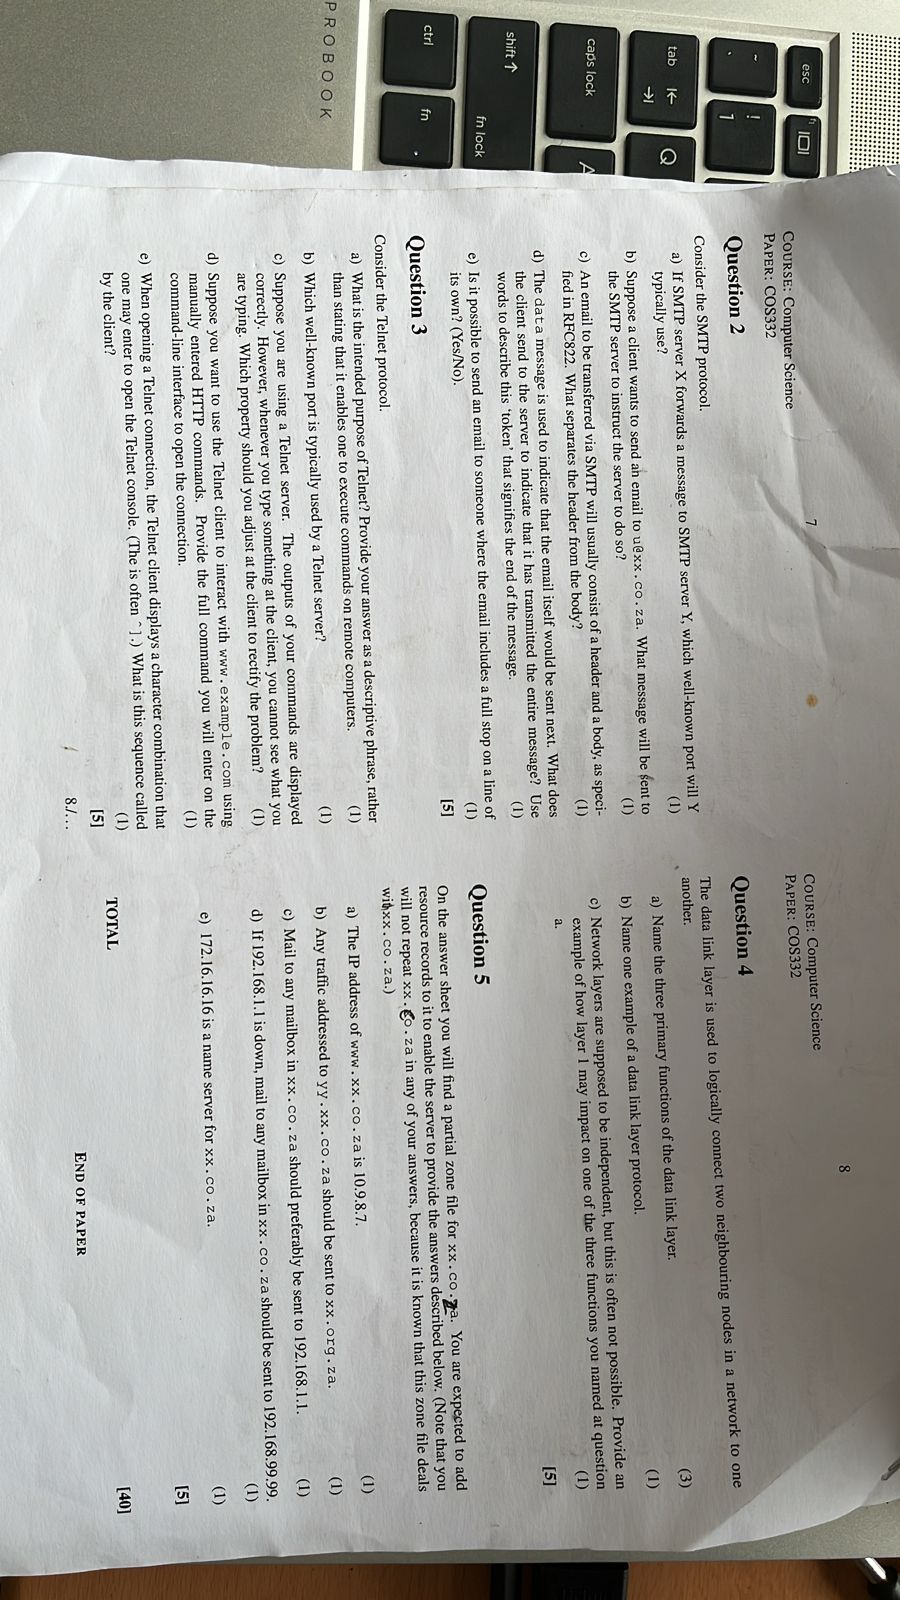 esc
~
`
!
1
tab
Q
caps lock
A
shift
fn lock
ctrl
fn
PROBOOK
7
COURSE: Computer Science
PAPER: COS332
Question 2
Consider the SMTP protocol.
a) If SMTP server X forwards a message to SMTP server Y, which well-known port will Y
typically use? (1)
b) Suppose a client wants to send an email to u@xx.co.za. What message will be sent to
the SMTP server to instruct the server to do so? (1)
c) An email to be transferred via SMTP will usually consist of a header and a body, as speci-
fied in RFC822. What separates the header from the body? (1)
d) The data message is used to indicate that the email itself would be sent next. What does
the client send to the server to indicate that it has transmitted the entire message? Use
words to describe this ‘token’ that signifies the end of the message. (1)
e) Is it possible to send an email to someone where the email includes a full stop on a line of
its own? (Yes/No). (1)
[5]
Question 3
Consider the Telnet protocol.
a) What is the intended purpose of Telnet? Provide your answer as a descriptive phrase, rather
than stating that it enables one to execute commands on remote computers. (1)
b) Which well-known port is typically used by a Telnet server? (1)
c) Suppose you are using a Telnet server. The outputs of your commands are displayed
correctly. However, whenever you type something at the client, you cannot see what you
are typing. Which property should you adjust at the client to rectify the problem? (1)
d) Suppose you want to use the Telnet client to interact with www.example.com using
manually entered HTTP commands. Provide the full command you will enter on the
command-line interface to open the connection. (1)
e) When opening a Telnet connection, the Telnet client displays a character combination that
one may enter to open the Telnet console. (The is often ^].) What is this sequence called
by the client? (1)
[5]
8./...
8
COURSE: Computer Science
PAPER: COS332
Question 4
The data link layer is used to logically connect two neighbouring nodes in a network to one
another.
a) Name the three primary functions of the data link layer. (3)
b) Name one example of a data link layer protocol. (1)
c) Network layers are supposed to be independent, but this is often not possible. Provide an
example of how layer 1 may impact on one of the three functions you named at question
a. (1)
[5]
Question 5
On the answer sheet you will find a partial zone file for xx.co.za. You are expected to add
resource records to it to enable the server to provide the answers described below. (Note that you
will not repeat xx.co.za in any of your answers, because it is known that this zone file deals
with xx.co.za.)
a) The IP address of www.xx.co.za is 10.9.8.7. (1)
b) Any traffic addressed to yy.xx.co.za should be sent to xx.org.za. (1)
c) Mail to any mailbox in xx.co.za should preferably be sent to 192.168.1.1. (1)
d) If 192.168.1.1 is down, mail to any mailbox in xx.co.za should be sent to 192.168.99.99.
(1)
e) 172.16.16.16 is a name server for xx.co.za. (1)
[5]
TOTAL [40]
END OF PAPER